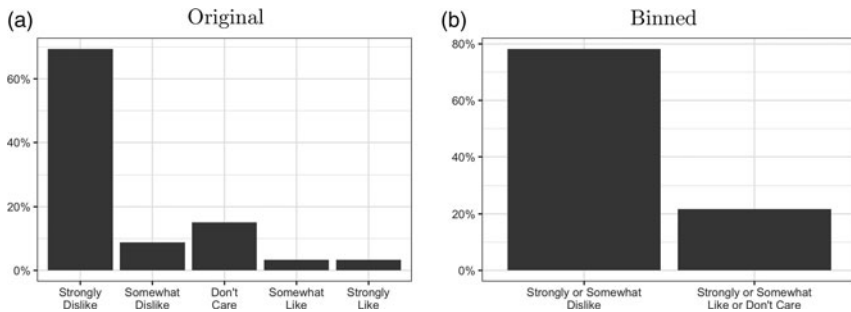 (a)
Original
60%
40%
20%
0%
Strongly
Dislike
Somewhat
Dislike
Don't
Care
Somewhat
Like
Strongly
Like
(b)
Binned
80%
60%
40%
20%
0%
Strongly or Somewhat
Dislike
Strongly or Somewhat
Like or Don't Care